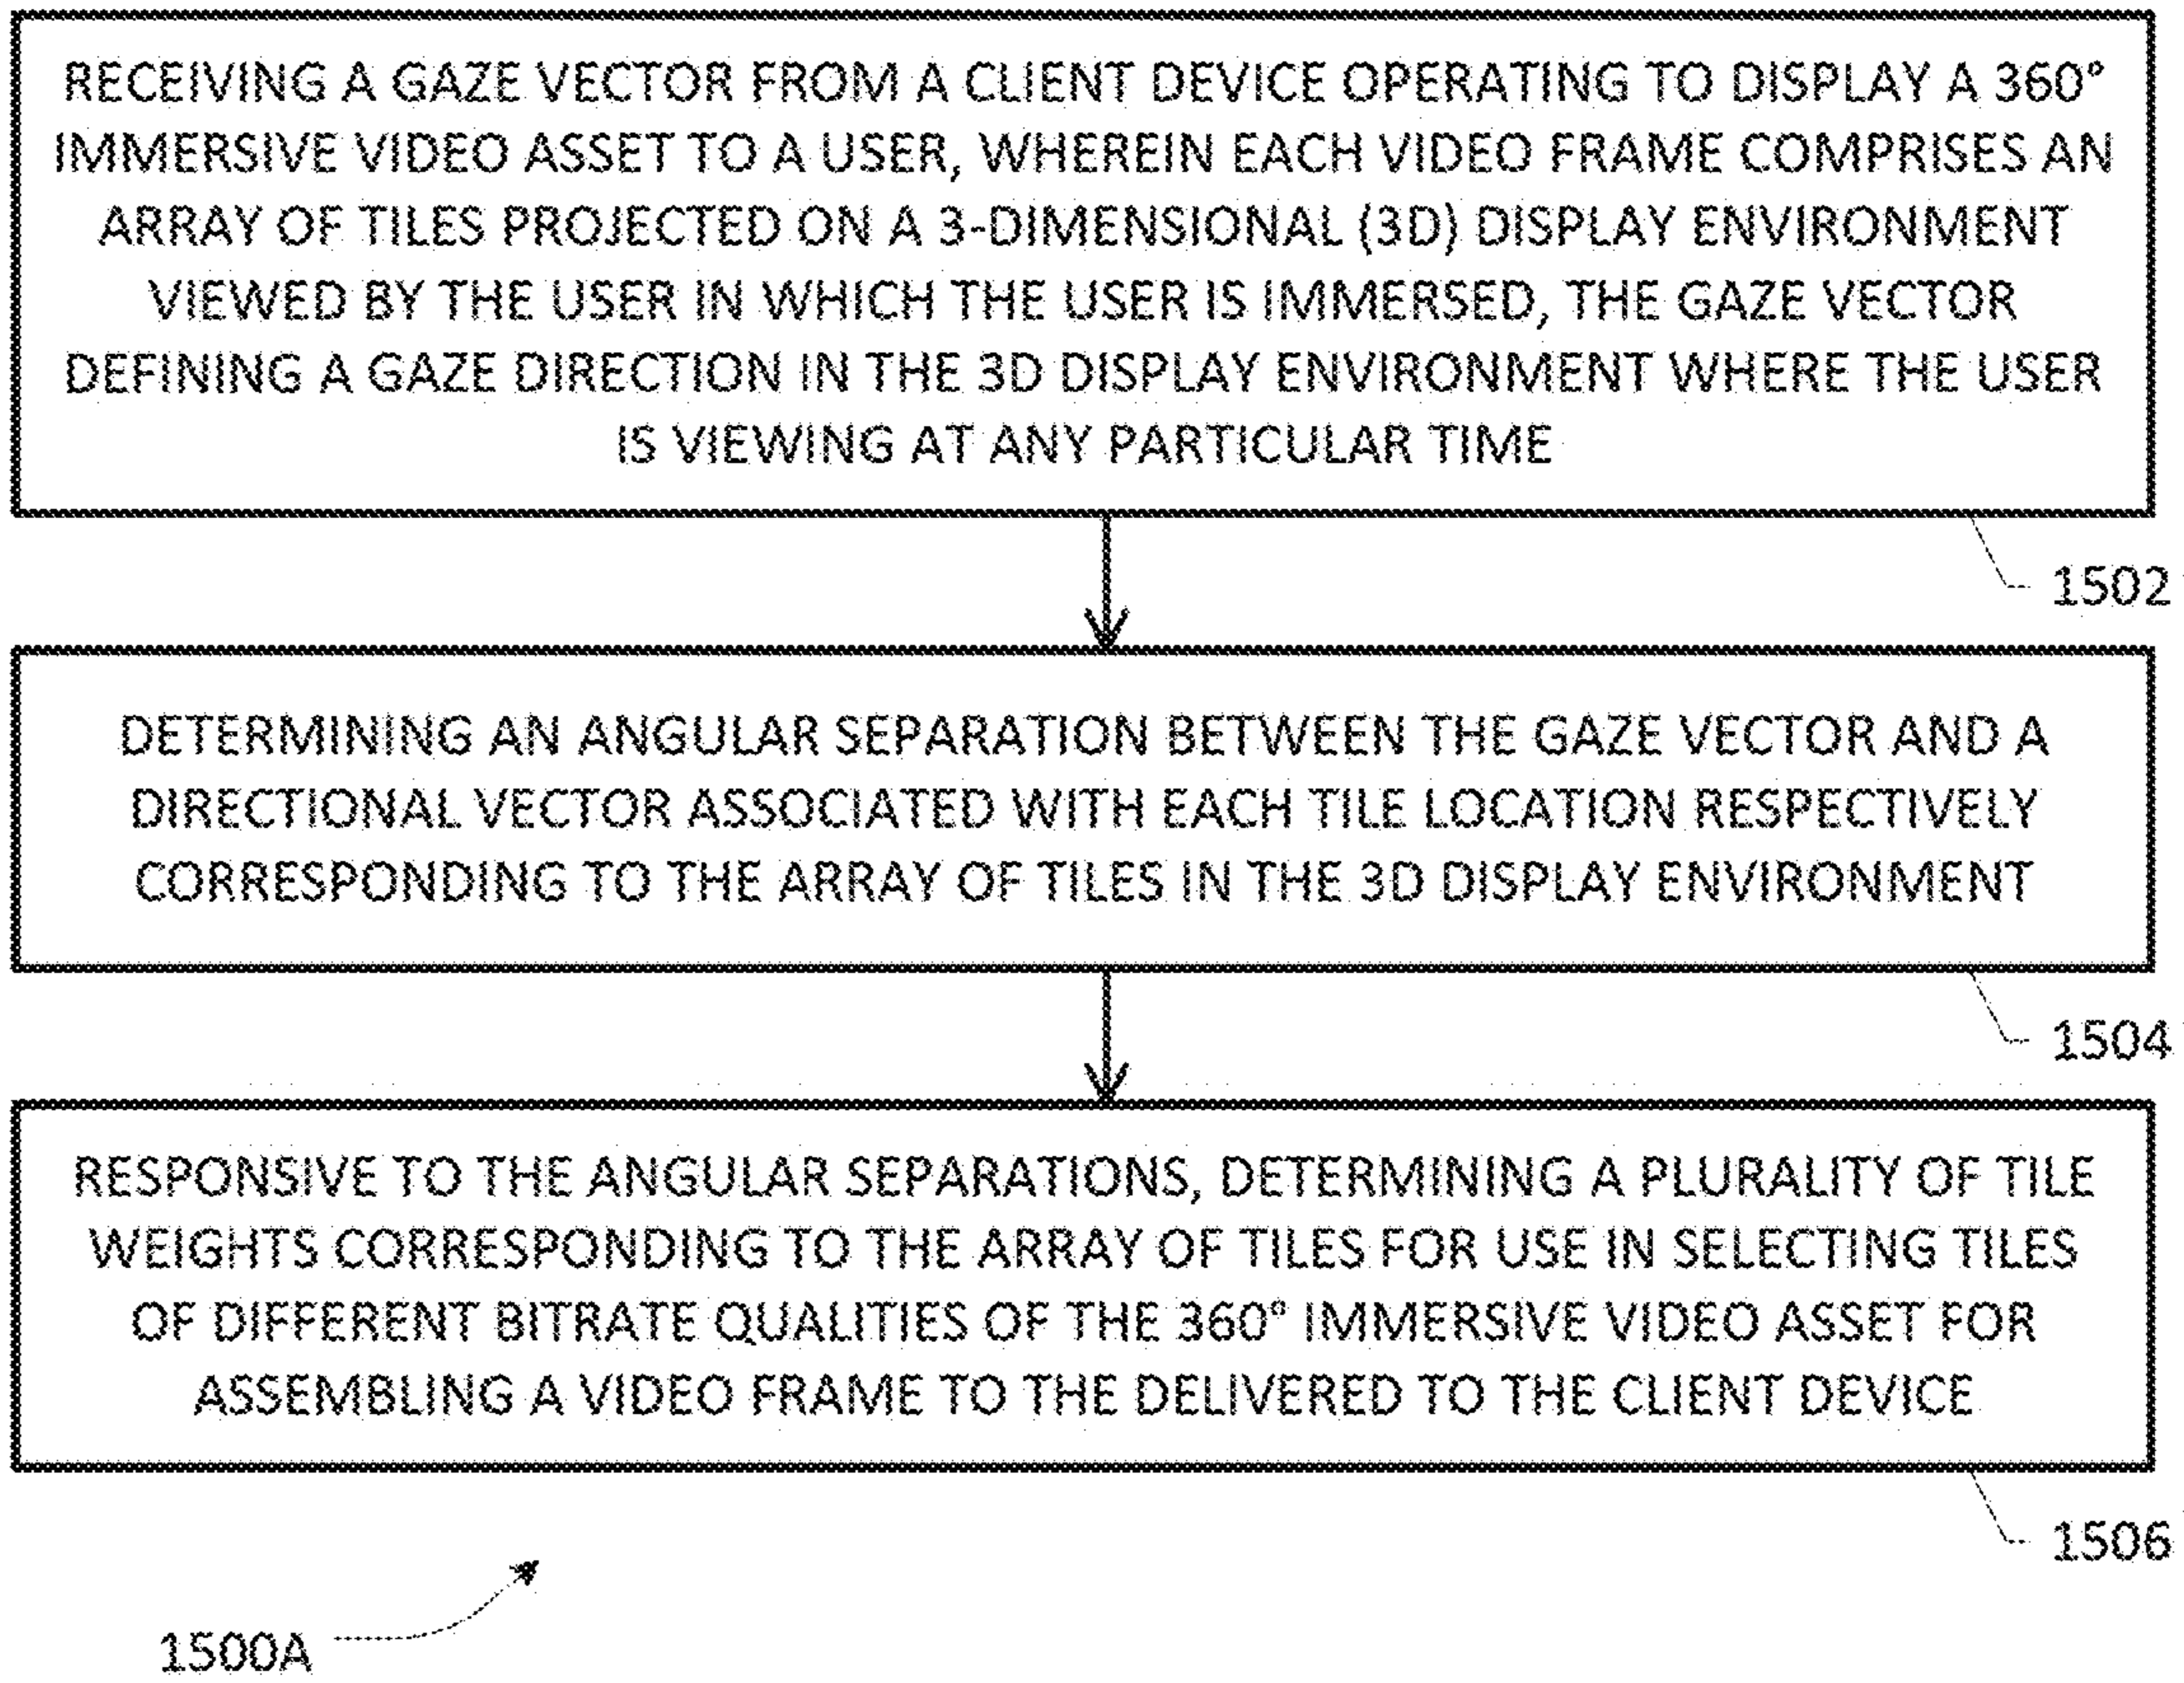 RECEIVING A GAZE VECTOR FROM A CLIENT DEVICE OPERATING TO DISPLAY A 360°
IMMERSIVE VIDEO ASSET TO A USER, WHEREIN EACH VIDEO FRAME COMPRISES AN
ARRAY OF TILES PROJECTED ON A 3-DIMENSIONAL (3D) DISPLAY ENVIRONMENT
VIEWED BY THE USER IN WHICH THE USER IS IMMERSED, THE GAZE VECTOR
DEFINING A GAZE DIRECTION IN THE 3D DISPLAY ENVIRONMENT WHERE THE USER
IS VIEWING AT ANY PARTICULAR TIME
1502
DETERMINING AN ANGULAR SEPARATION BETWEEN THE GAZE VECTOR AND A
DIRECTIONAL VECTOR ASSOCIATED WITH EACH TILE LOCATION RESPECTIVELY
CORRESPONDING TO THE ARRAY OF TILES IN THE 3D DISPLAY ENVIRONMENT
1504
RESPONSIVE TO THE ANGULAR SEPARATIONS, DETERMINING A PLURALITY OF TILE
WEIGHTS CORRESPONDING TO THE ARRAY OF TILES FOR USE IN SELECTING TILES
OF DIFFERENT BITRATE QUALITIES OF THE 360° IMMERSIVE VIDEO ASSET FOR
ASSEMBLING A VIDEO FRAME TO THE DELIVERED TO THE CLIENT DEVICE
1506
1500A